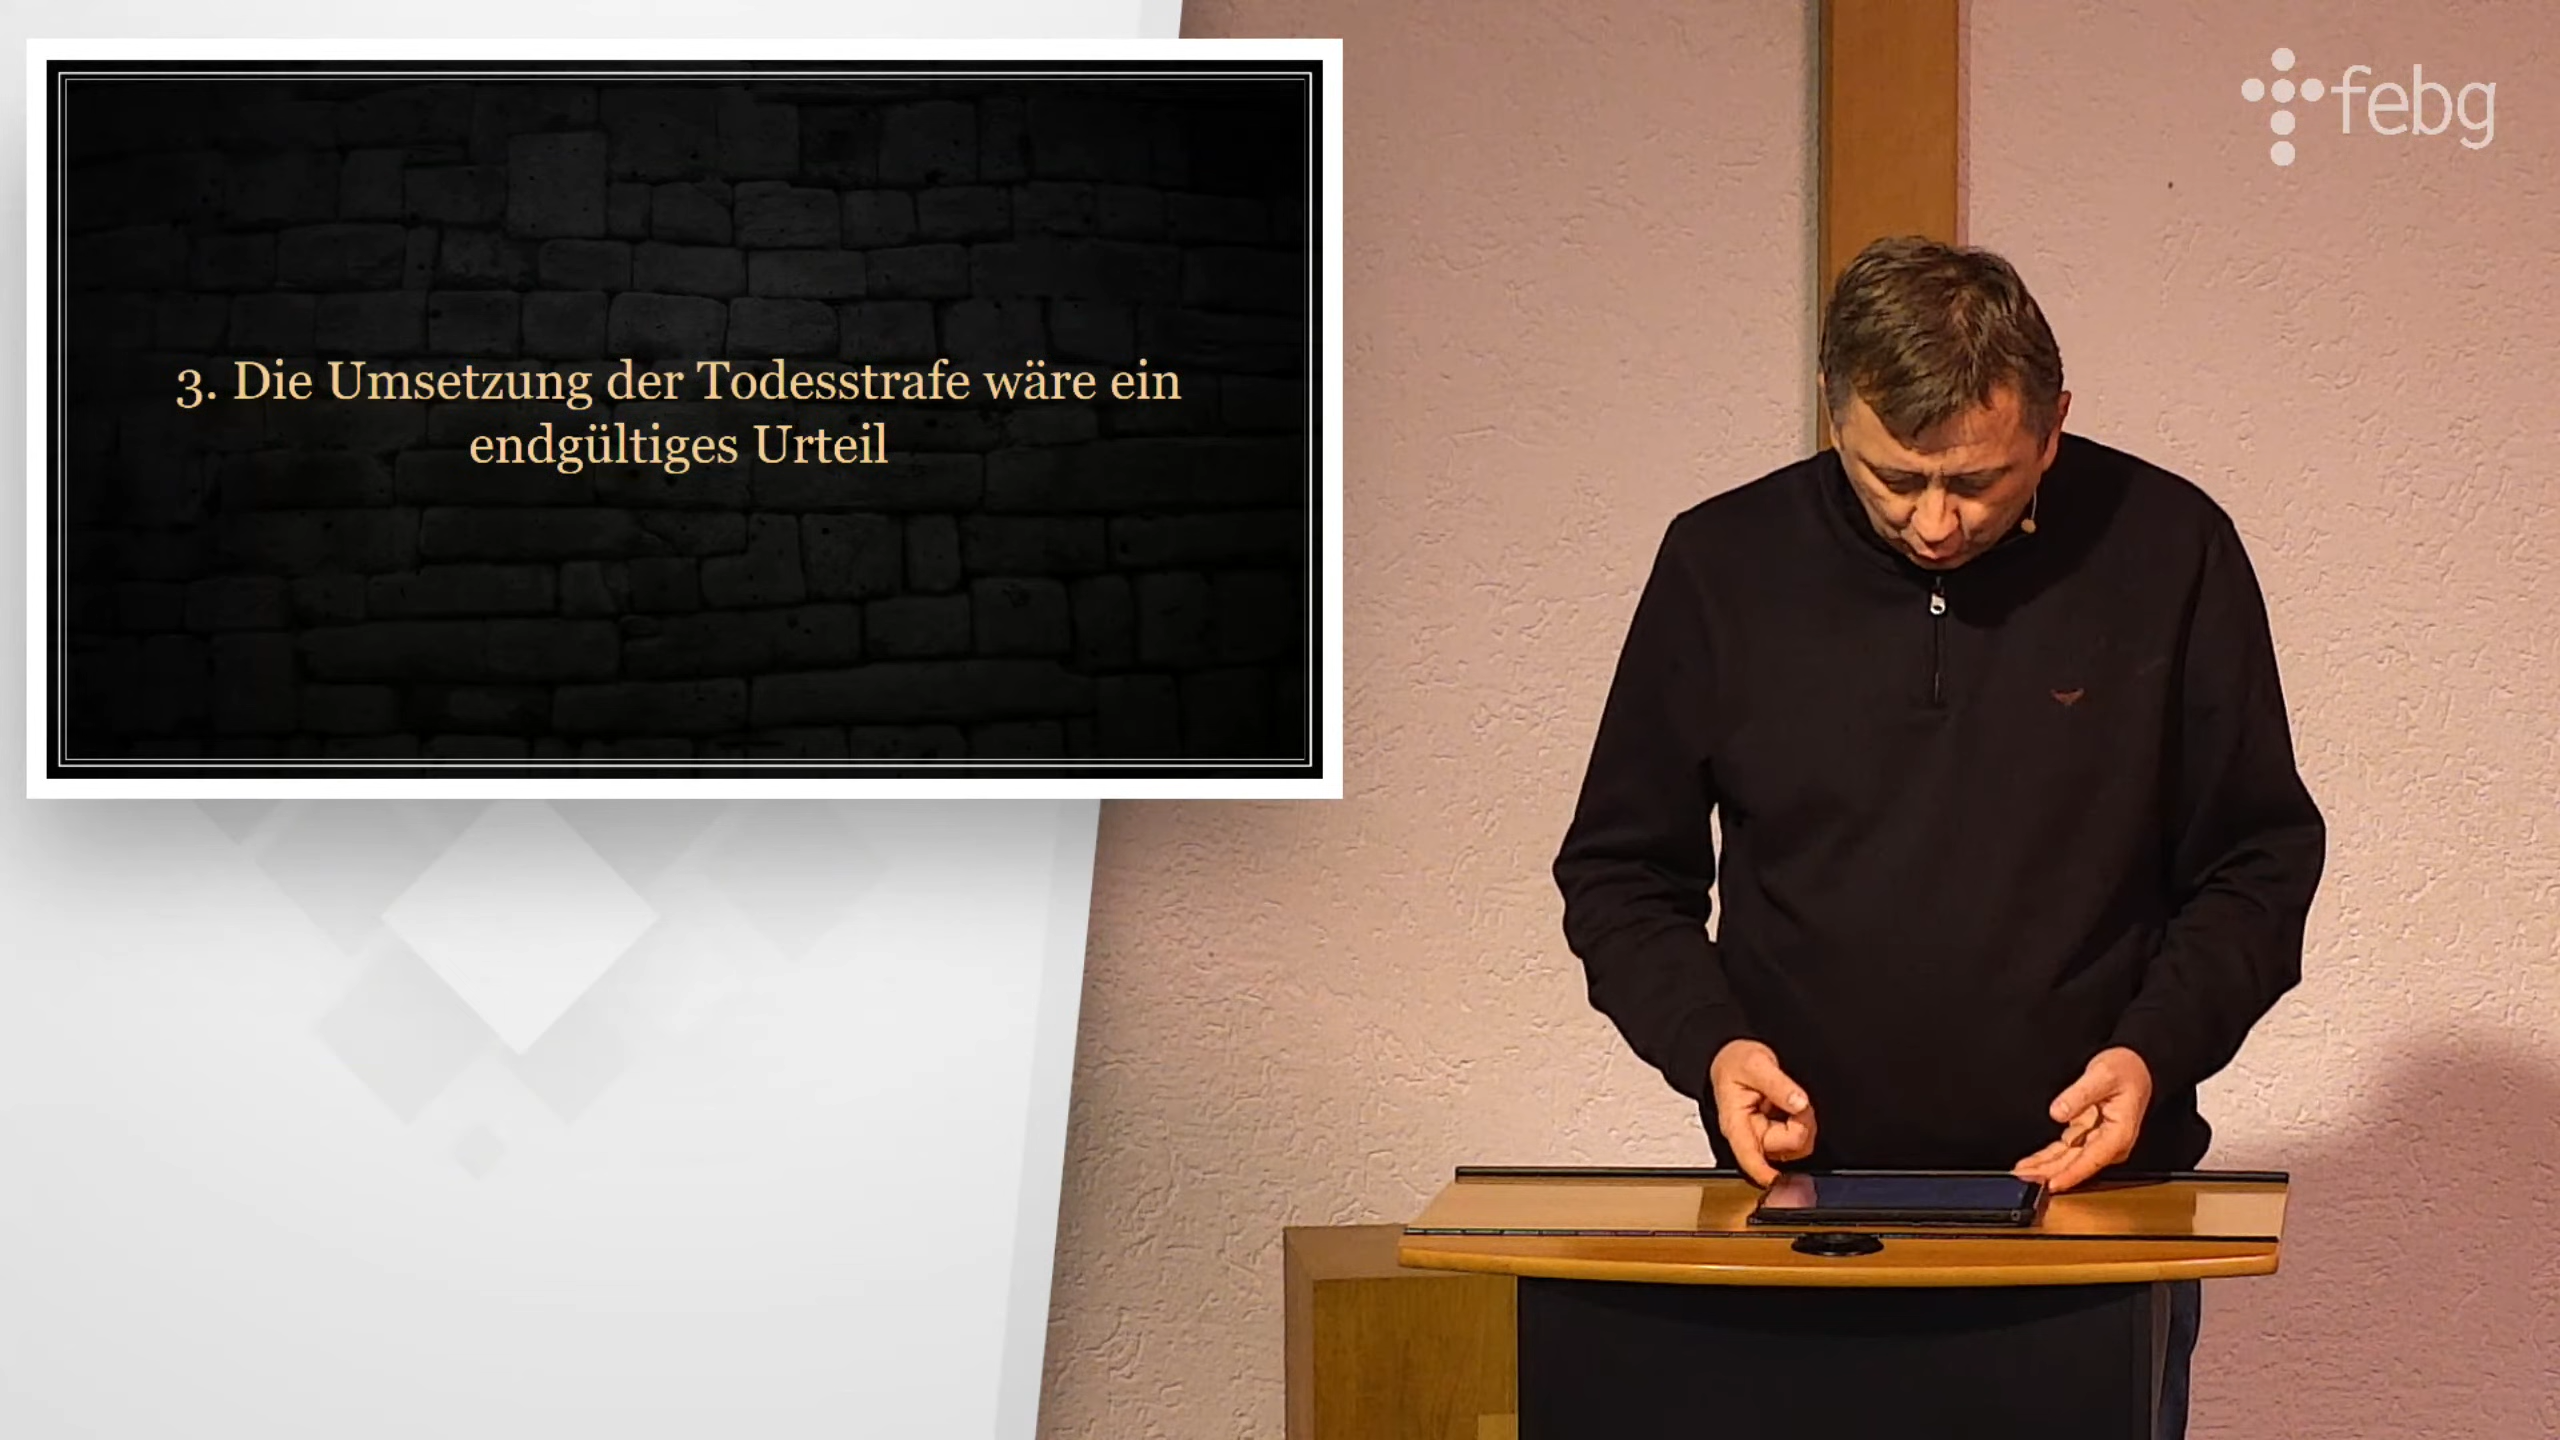 3. Die Umsetzung der Todesstrafe wäre ein
endgültiges Urteil
febg